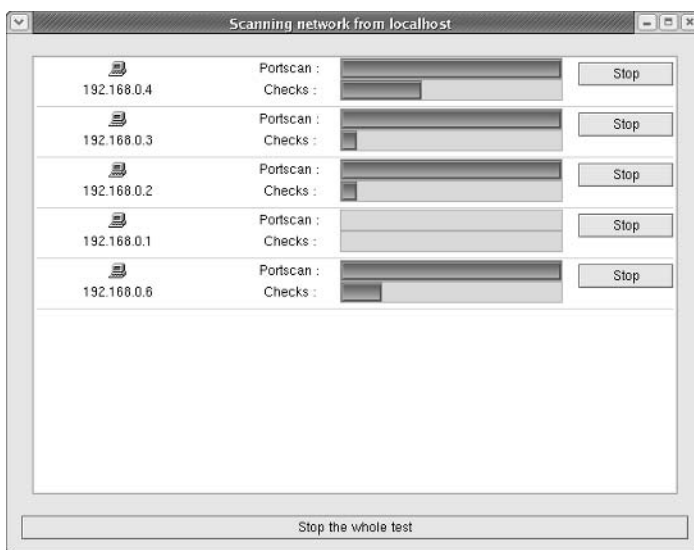 Scanning network from localhost
Portscan :
Stop
192.168.0.4
Checks :
Portscan :
Stop
192.168.0.3
Checks :
Portscan :
Stop
192.168.0.2
Checks :
Portscan :
Stop
192.168.0.1
Checks :
Portscan :
Stop
192.168.0.6
Checks :
Stop the whole test